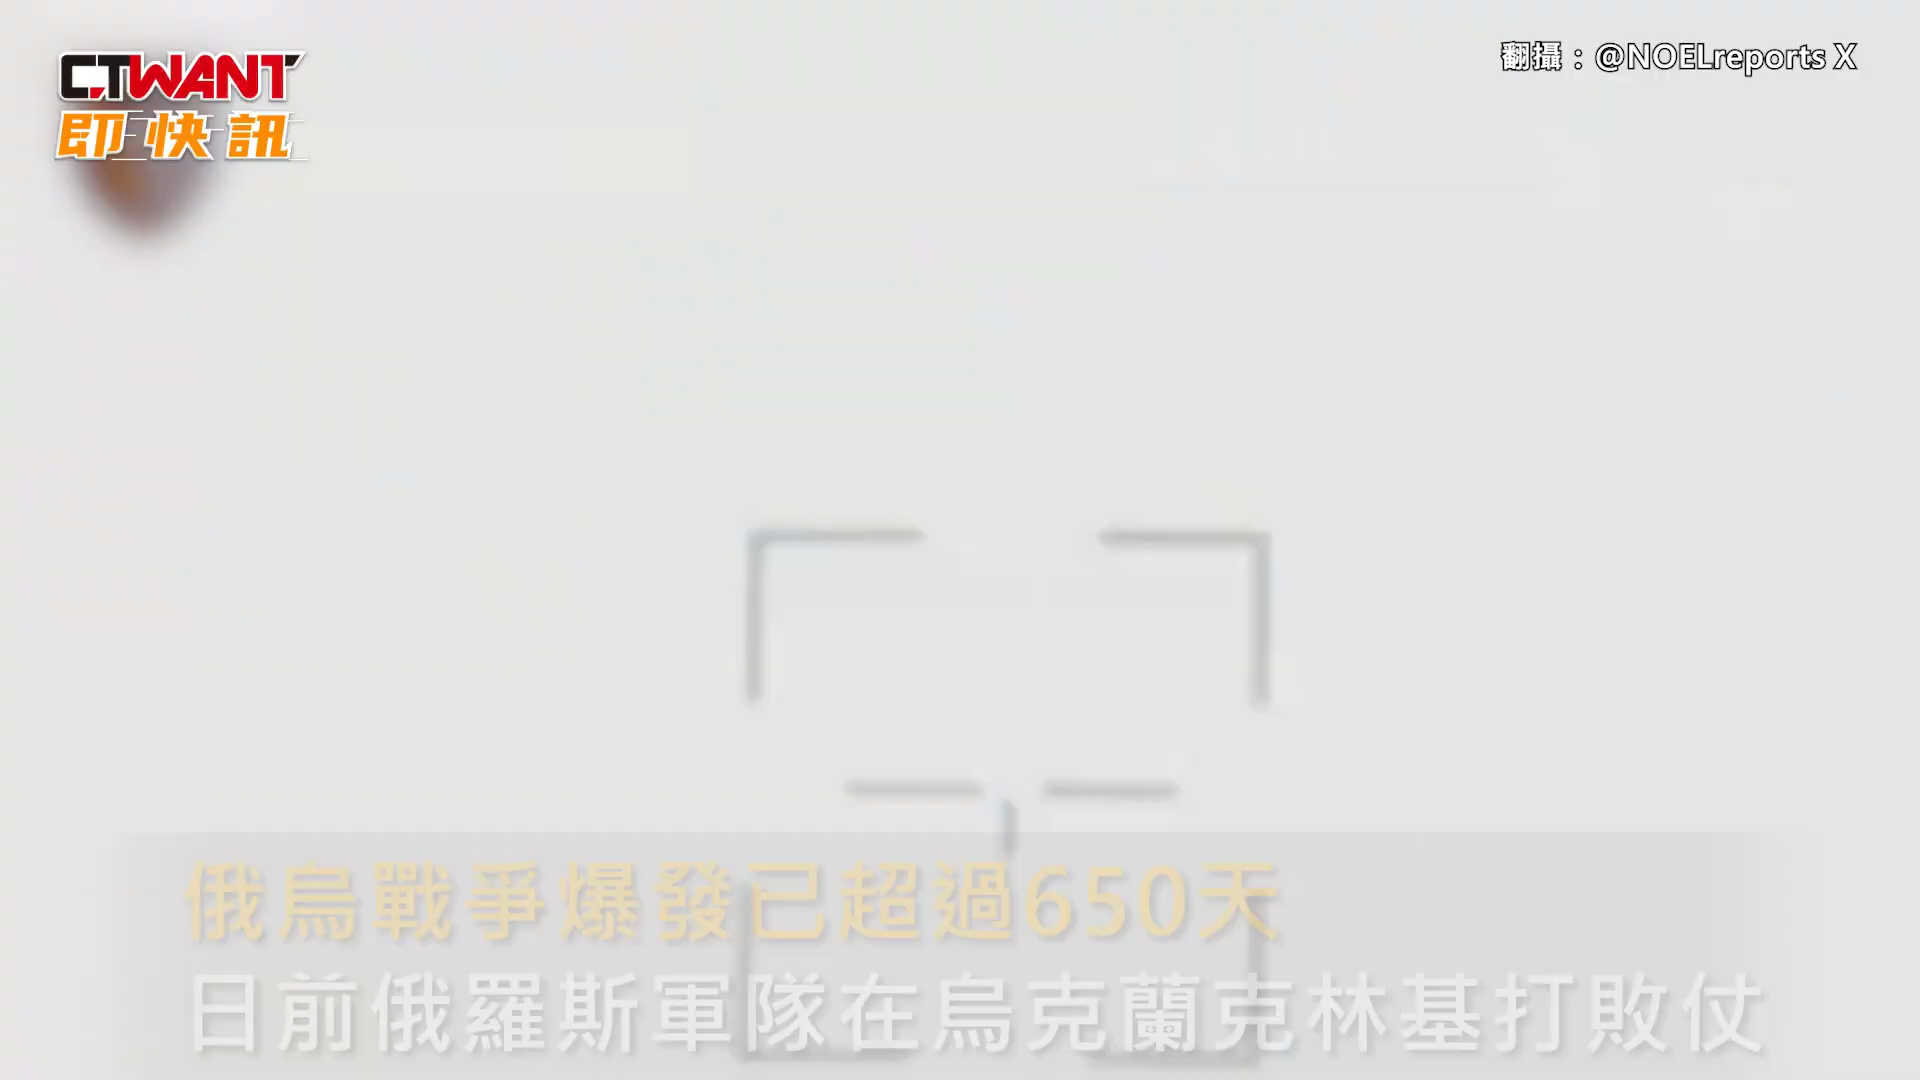 CTWANT
即快訊
翻攝：@NOELreports X
俄烏戰爭爆發已超過650天
日前俄羅斯軍隊在烏克蘭克林基打敗仗